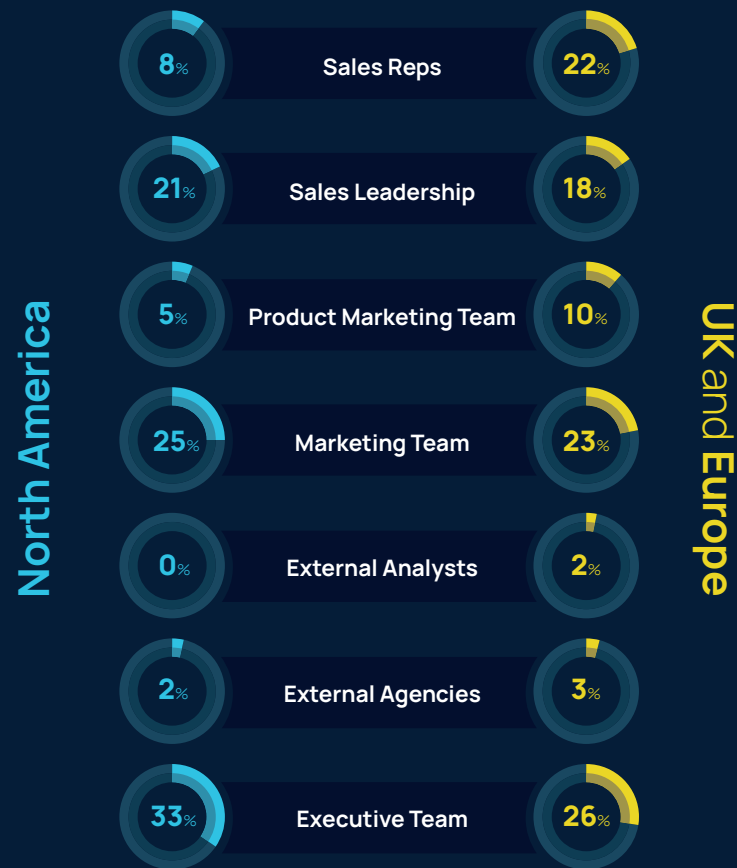 North America
UK and Europe
8% Sales Reps 22%
21% Sales Leadership 18%
5% Product Marketing Team 10%
25% Marketing Team 23%
0% External Analysts 2%
2% External Agencies 3%
33% Executive Team 26%